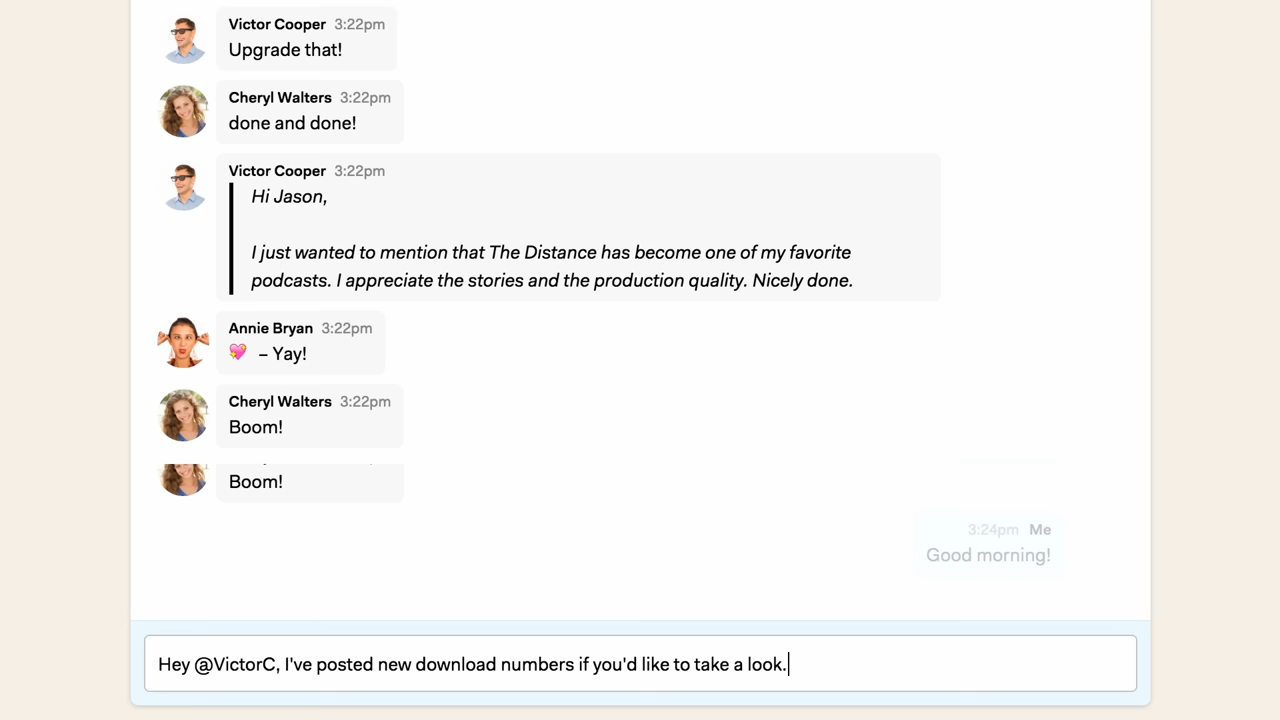 Victor Cooper 3:22pm
Upgrade that!
Cheryl Walters 3:22pm
done and done!
Victor Cooper 3:22pm
Hi Jason,
I just wanted to mention that The Distance has become one of my favorite
podcasts. I appreciate the stories and the production quality. Nicely done.
Annie Bryan 3:22pm
💖 – Yay!
Cheryl Walters 3:22pm
Boom!
Boom!
3:24pm Me
Good morning!
Hey @VictorC, I've posted new download numbers if you'd like to take a look.